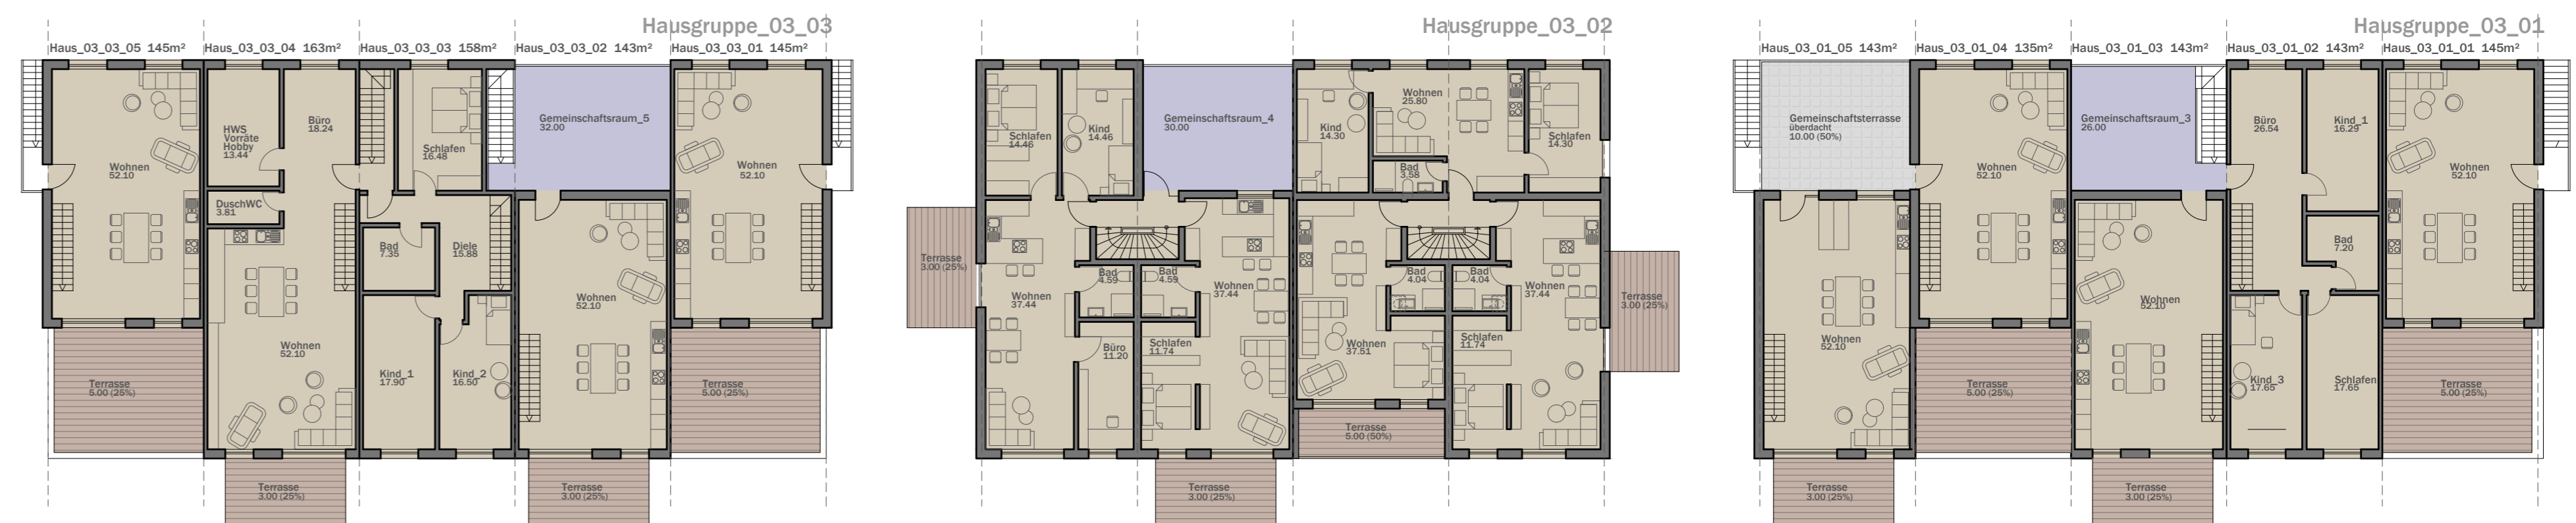 Hausgruppe_03_03
Haus_03_03_05 145m²
Haus_03_03_04 163m²
Haus_03_03_03 158m²
Haus_03_03_02 143m²
Haus_03_03_01 145m²
Büro
18.24
Gemeinschaftsraum_5
32.00
HWS
Vorräte
Hobby
13.44
Schlafen
16.48
Wohnen
52.10
Wohnen
52.10
DuschWC
3.81
Bad
7.35
Diele
15.88
Wohnen
52.10
Wohnen
52.10
Kind_1
17.90
Kind_2
16.50
Terrasse
5.00 (25%)
Terrasse
5.00 (25%)
Terrasse
3.00 (25%)
Terrasse
3.00 (25%)
Hausgruppe_03_02
Wohnen
25.80
Gemeinschaftsraum_4
30.00
Schlafen
14.46
Kind
14.46
Kind
14.30
Schlafen
14.30
Bad
3.58
Terrasse
3.00 (25%)
Bad
4.59
Bad
4.59
Bad
4.04
Bad
4.04
Wohnen
37.44
Wohnen
37.44
Wohnen
37.44
Terrasse
3.00 (25%)
Büro
11.20
Schlafen
11.74
Wohnen
37.51
Schlafen
11.74
Terrasse
5.00 (50%)
Terrasse
3.00 (25%)
Hausgruppe_03_01
Haus_03_01_05 143m²
Haus_03_01_04 135m²
Haus_03_01_03 143m²
Haus_03_01_02 143m²
Haus_03_01_01 145m²
Gemeinschaftsterrasse
überdacht
10.00 (50%)
Gemeinschaftsraum_3
26.00
Büro
26.54
Kind_1
16.29
Wohnen
52.10
Wohnen
52.10
Bad
7.20
Wohnen
52.10
Wohnen
52.10
Terrasse
5.00 (25%)
Kind_3
17.65
Schlafen
17.65
Terrasse
5.00 (25%)
Terrasse
3.00 (25%)
Terrasse
3.00 (25%)